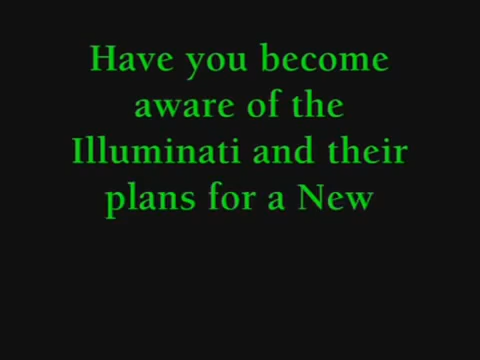 Have you become
aware of the
Illuminati and their
plans for a New